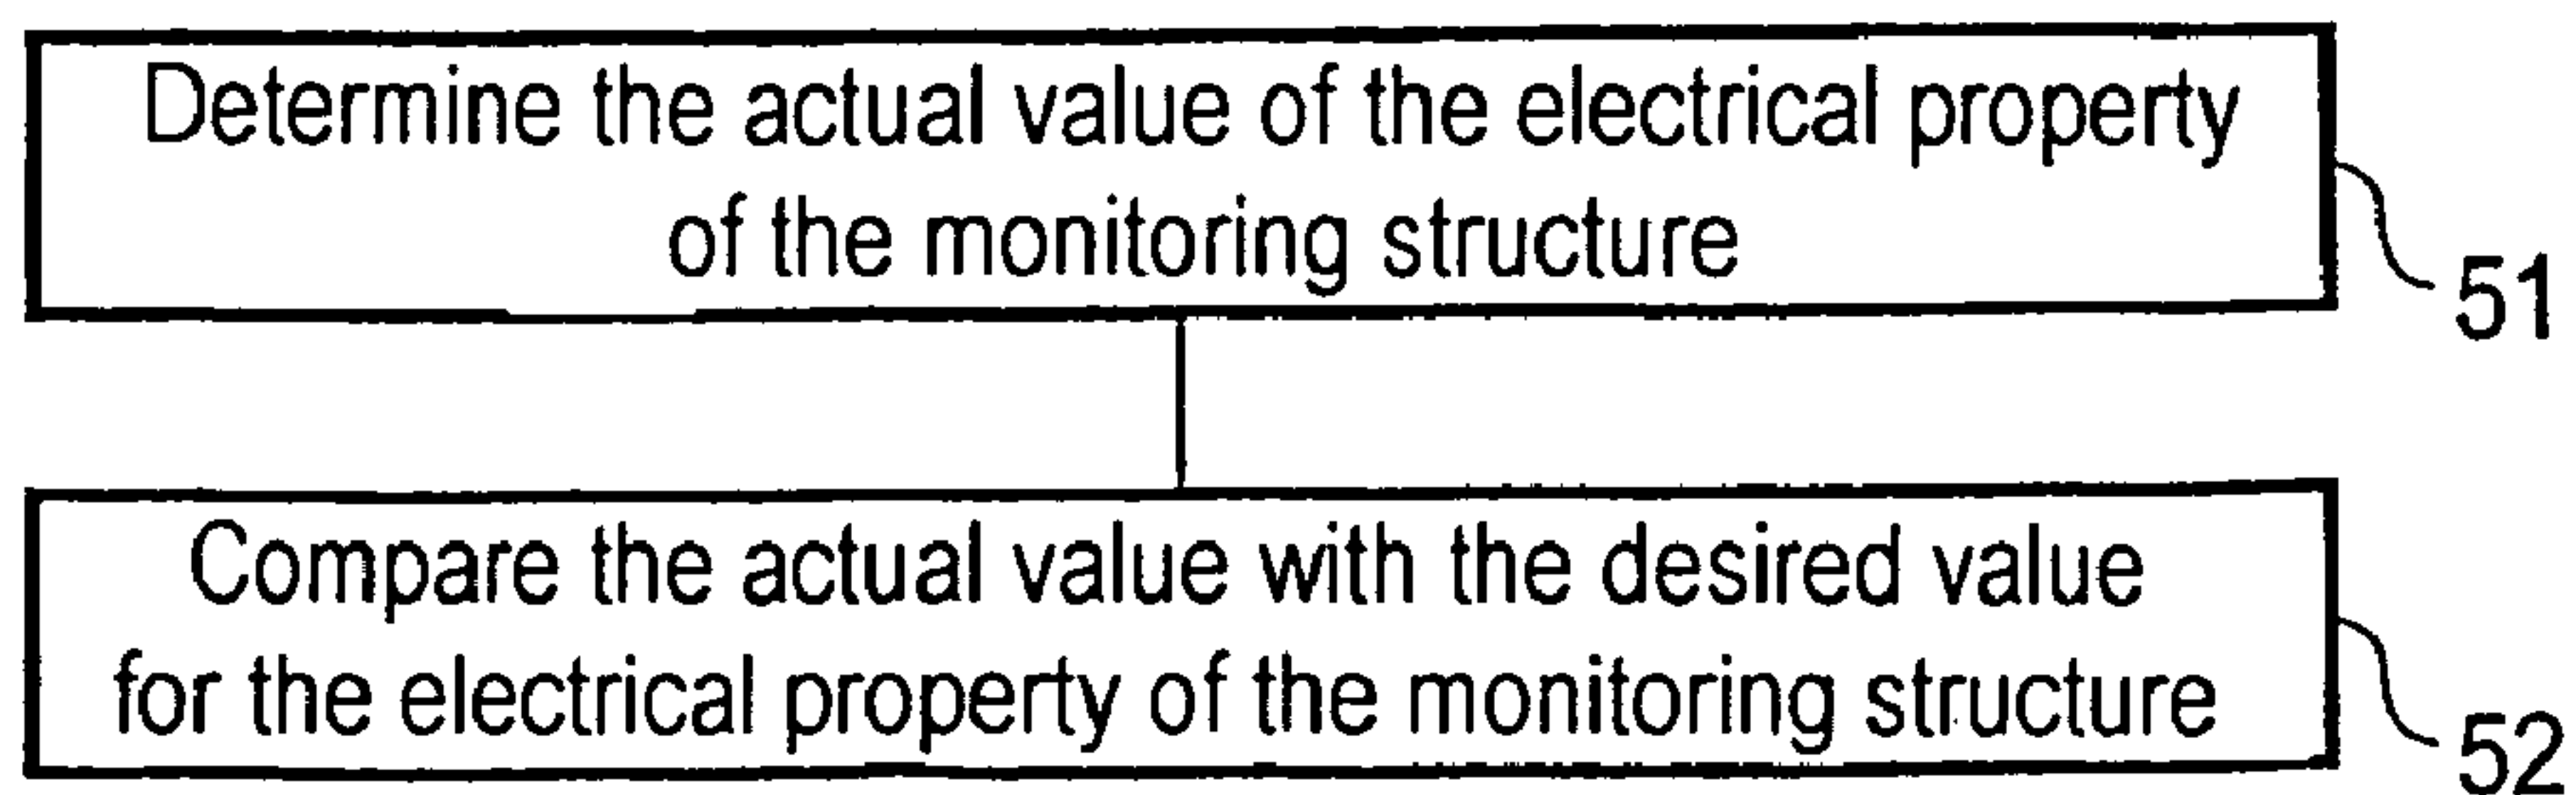 Determine the actual value of the electrical property
of the monitoring structure
51
Compare the actual value with the desired value
for the electrical property of the monitoring structure
52